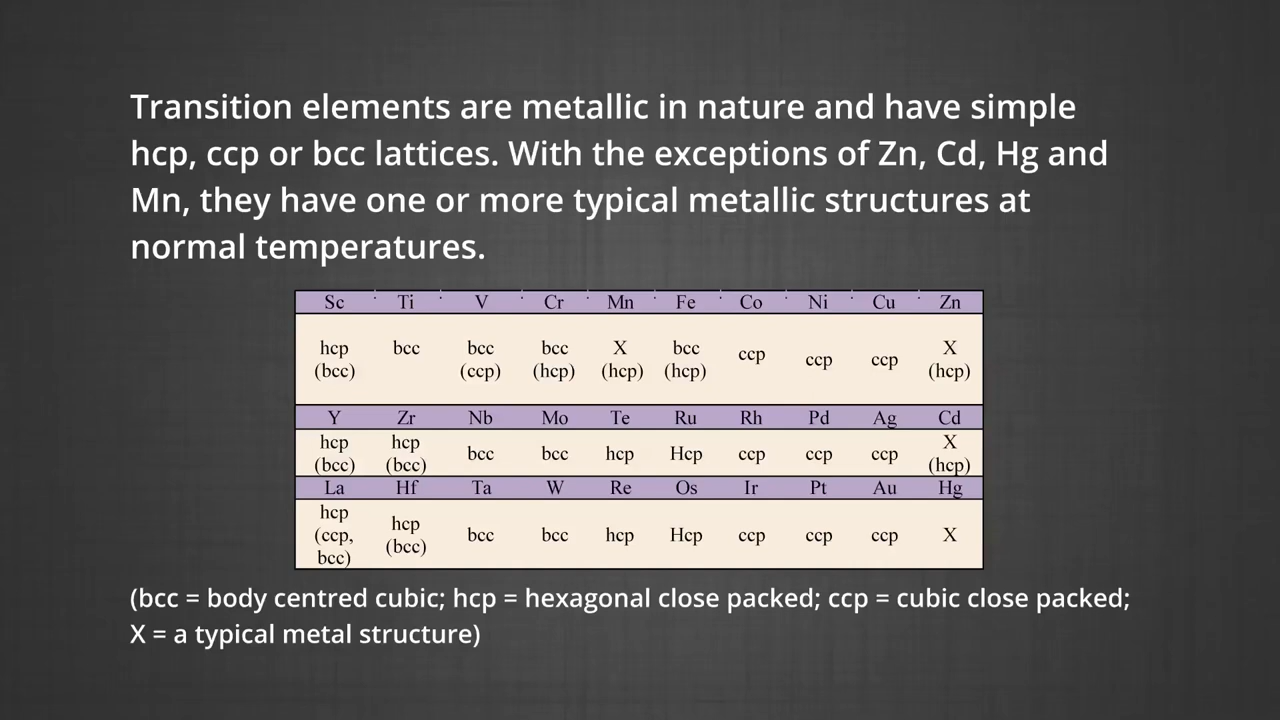 Transition elements are metallic in nature and have simple
hcp, ccp or bcc lattices. With the exceptions of Zn, Cd, Hg and
Mn, they have one or more typical metallic structures at
normal temperatures.
Sc Ti V Cr Mn Fe Co Ni Cu Zn
hcp bcc bcc bcc X bcc ccp ccp ccp X
(bcc) (ccp) (hcp) (hcp) (hcp) (hcp)
Y Zr Nb Mo Te Ru Rh Pd Ag Cd
hcp hcp bcc bcc hcp Hcp ccp ccp ccp X
(bcc) (bcc) (hcp)
La Hf Ta W Re Os Ir Pt Au Hg
hcp
(ccp, hcp bcc bcc hcp Hcp ccp ccp ccp X
bcc) (bcc)
(bcc = body centred cubic; hcp = hexagonal close packed; ccp = cubic close packed;
X = a typical metal structure)